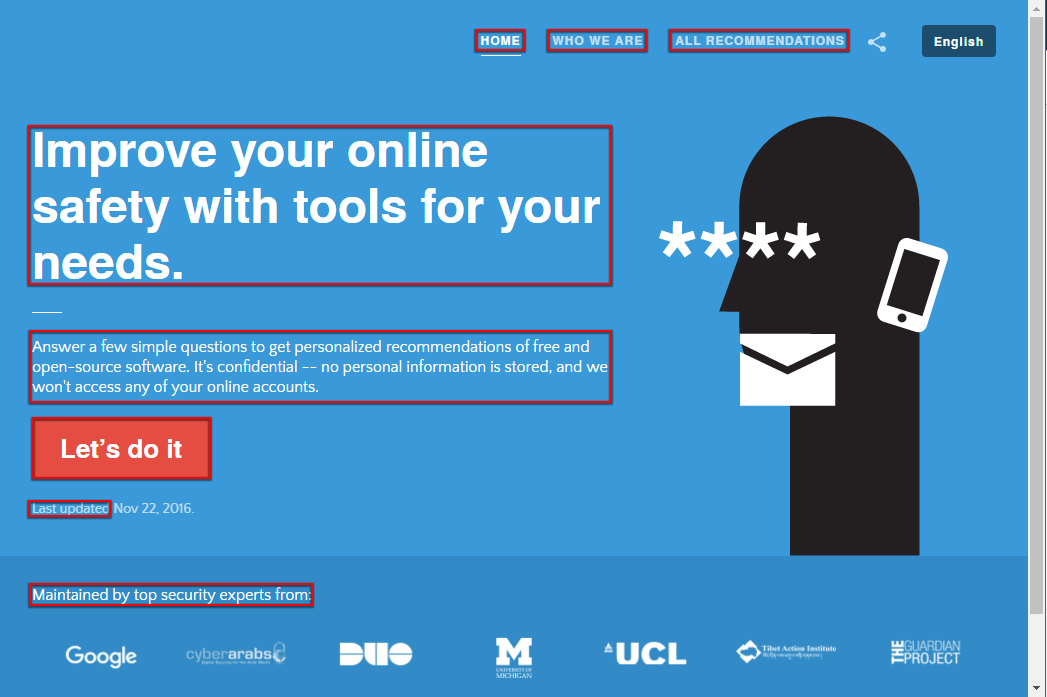 HOME WHO WE ARE ALL RECOMMENDATIONS English
Improve your online
safety with tools for your
needs.
****
Answer a few simple questions to get personalized recommendations of free and
open-source software. It's confidential -- no personal information is stored, and we
won't access any of your online accounts.
Let's do it
Last updated Nov 22, 2016.
Maintained by top security experts from:
Google cyberarabs DUO M UCL Tibet Action Institute THE GUARDIAN PROJECT
UNIVERSITY OF
MICHIGAN